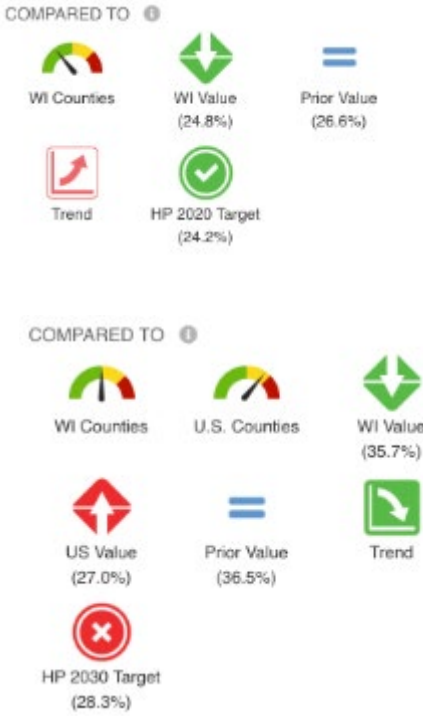 COMPARED TO
WI Counties WI Value Prior Value
(24.8%) (26.6%)
Trend HP 2020 Target
(24.2%)
COMPARED TO
WI Counties U.S. Counties WI Value
(35.7%)
US Value Prior Value Trend
(27.0%) (36.5%)
HP 2030 Target
(28.3%)